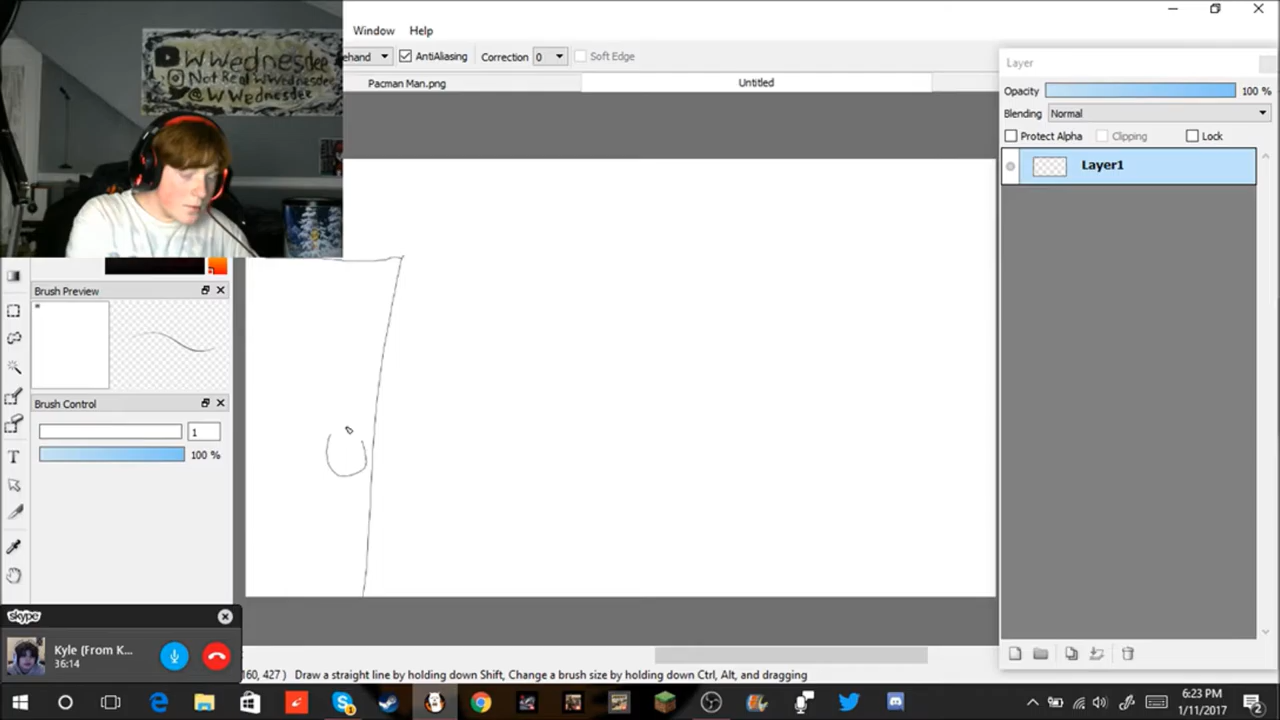 WWednesdee
Not Real WWednesdee
@WWednesdee
Window Help
ehand AntiAliasing Correction 0 Soft Edge
Pacman Man.png Untitled
Layer
Opacity 100 %
Blending Normal
Protect Alpha Clipping Lock
Layer1
Brush Preview
Brush Control
1
100 %
T
skype
Kyle (From K...
36:14
160, 427 ) Draw a straight line by holding down Shift, Change a brush size by holding down Ctrl, Alt, and dragging
6:23 PM
1/11/2017
2